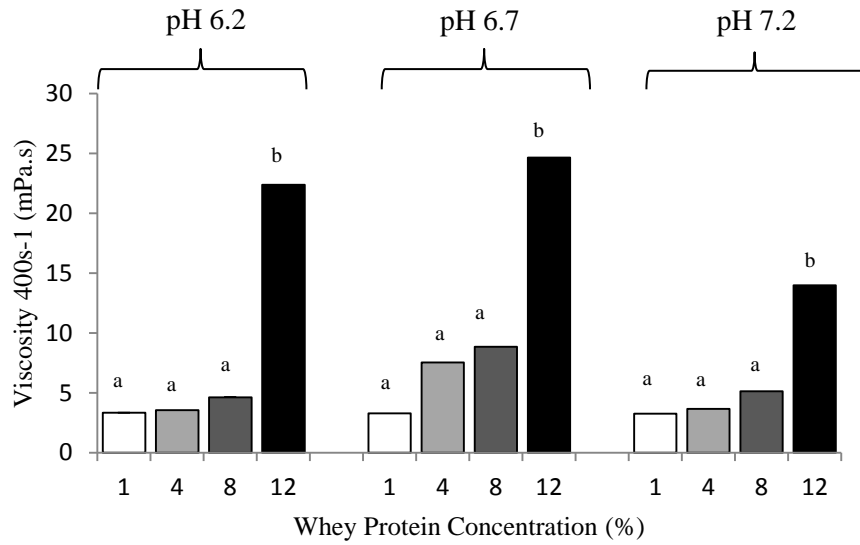 pH 6.2 pH 6.7 pH 7.2
30
25
20
15
10
5
0
Viscosity 400s-1 (mPa.s)
a a a b
a a a b
a a a b
1 4 8 12 1 4 8 12 1 4 8 12
Whey Protein Concentration (%)